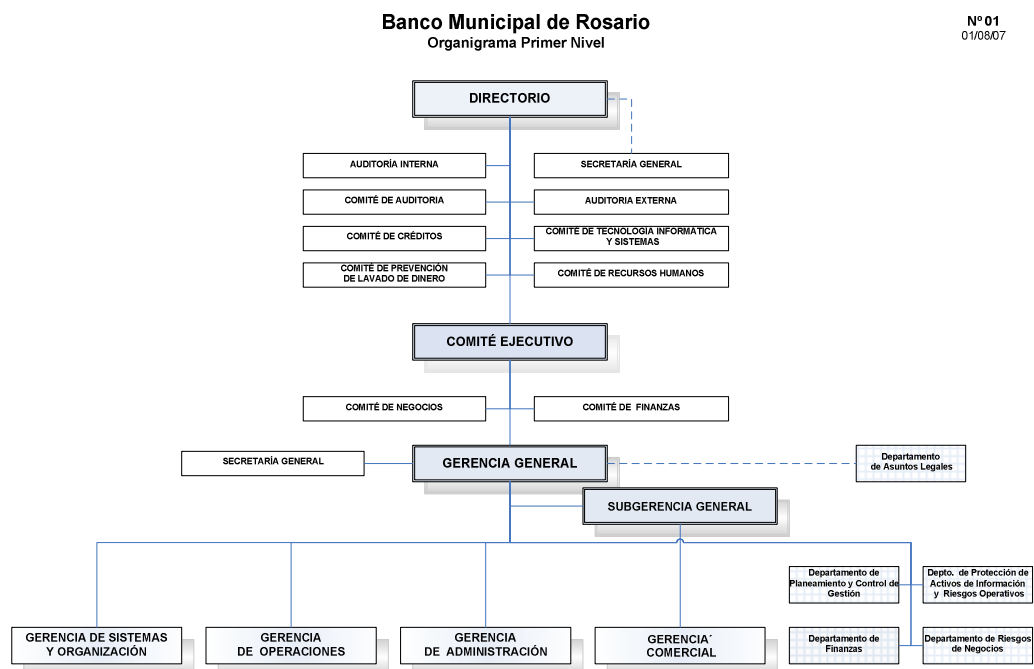 Banco Municipal de Rosario
Organigrama Primer Nivel
Nº 01
01/08/07
DIRECTORIO
AUDITORÍA INTERNA
SECRETARÍA GENERAL
COMITÉ DE AUDITORIA
AUDITORIA EXTERNA
COMITÉ DE CRÉDITOS
COMITÉ DE TECNOLOGÍA INFORMÁTICA
Y SISTEMAS
COMITÉ DE PREVENCIÓN
DE LAVADO DE DINERO
COMITÉ DE RECURSOS HUMANOS
COMITÉ EJECUTIVO
COMITÉ DE NEGOCIOS
COMITÉ DE FINANZAS
SECRETARÍA GENERAL
GERENCIA GENERAL
Departamento
de Asuntos Legales
SUBGERENCIA GENERAL
Departamento de
Planeamiento y Control de
Gestión
Depto. de Protección de
Activos de Información
y Riesgos Operativos
GERENCIA DE SISTEMAS
Y ORGANIZACIÓN
GERENCIA
DE OPERACIONES
GERENCIA
DE ADMINISTRACIÓN
GERENCIA´
COMERCIAL
Departamento de
Finanzas
Departamento de Riesgos
de Negocios